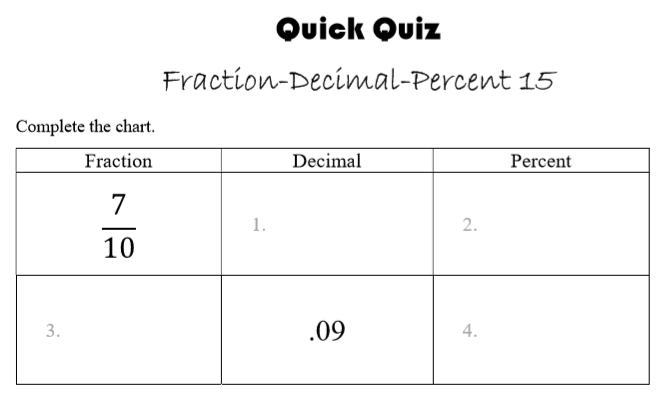 Quick Quiz
Fraction-Decimal-Percent 15
Complete the chart.
Fraction Decimal Percent
7
10
1. 2.
3. .09 4.